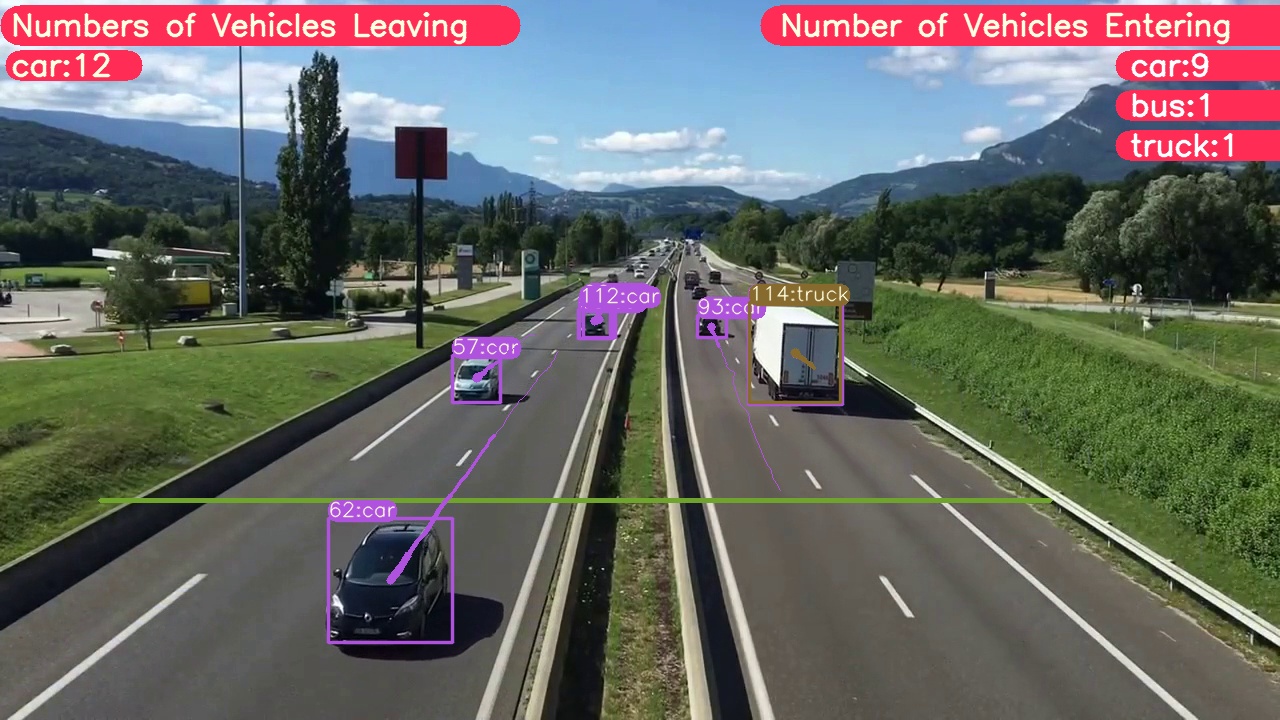 Numbers of Vehicles Leaving
car:12
Number of Vehicles Entering
car:9
bus:1
truck:1
112:car
93:car
114:truck
57:car
62:car